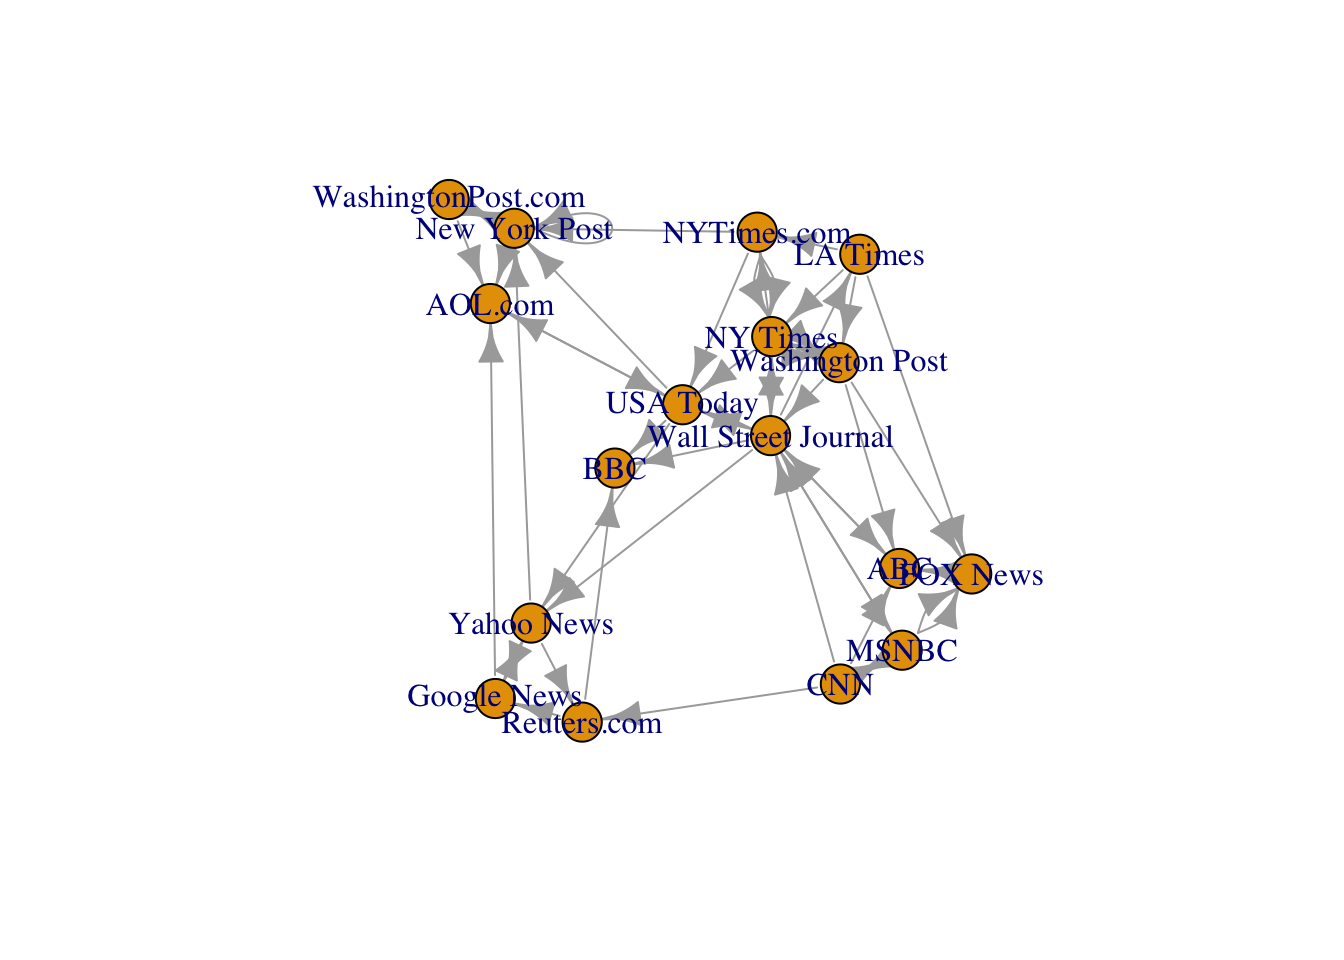 WashingtonPost.com
New York Post
NYTimes.com
LA Times
AOL.com
NY Times
Washington Post
USA Today
Wall Street Journal
BBC
ABC
FOX News
Yahoo News
MSNBC
CNN
Google News
Reuters.com